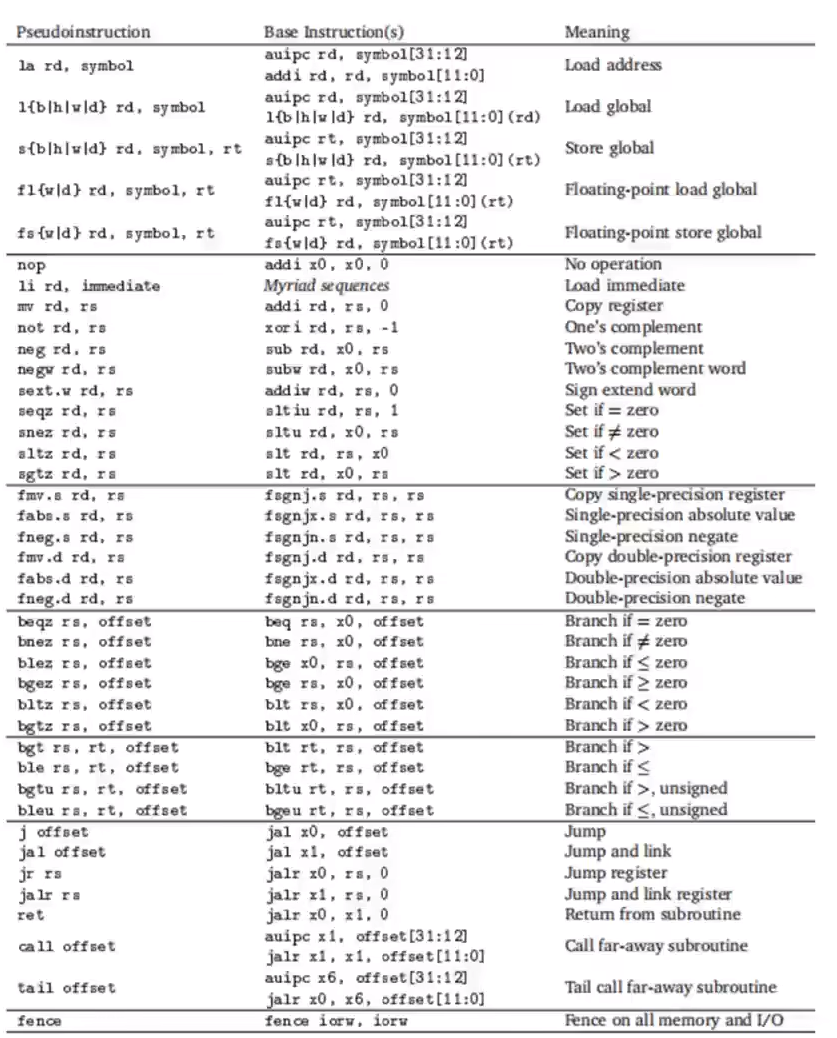 Pseudoinstruction Base Instruction(s) Meaning
la rd, symbol auipc rd, symbol[31:12] Load address
addi rd, rd, symbol[11:0]
l{b|h|w|d} rd, symbol auipc rd, symbol[31:12] Load global
l{b|h|w|d} rd, symbol[11:0](rd)
s{b|h|w|d} rd, symbol, rt auipc rt, symbol[31:12] Store global
s{b|h|w|d} rd, symbol[11:0](rt)
fl{w|d} rd, symbol, rt auipc rt, symbol[31:12] Floating-point load global
fl{w|d} rd, symbol[11:0](rt)
fs{w|d} rd, symbol, rt auipc rt, symbol[31:12] Floating-point store global
fs{w|d} rd, symbol[11:0](rt)
nop addi x0, x0, 0 No operation
li rd, immediate Myriad sequences Load immediate
mv rd, rs addi rd, rs, 0 Copy register
not rd, rs xori rd, rs, -1 One's complement
neg rd, rs sub rd, x0, rs Two's complement
negw rd, rs subw rd, x0, rs Two's complement word
sext.w rd, rs addiw rd, rs, 0 Sign extend word
seqz rd, rs sltiu rd, rs, 1 Set if = zero
snez rd, rs sltu rd, x0, rs Set if ≠ zero
sltz rd, rs slt rd, rs, x0 Set if < zero
sgtz rd, rs slt rd, x0, rs Set if > zero
fmv.s rd, rs fsgnj.s rd, rs, rs Copy single-precision register
fabs.s rd, rs fsgnjx.s rd, rs, rs Single-precision absolute value
fneg.s rd, rs fsgnjn.s rd, rs, rs Single-precision negate
fmv.d rd, rs fsgnj.d rd, rs, rs Copy double-precision register
fabs.d rd, rs fsgnjx.d rd, rs, rs Double-precision absolute value
fneg.d rd, rs fsgnjn.d rd, rs, rs Double-precision negate
beqz rs, offset beq rs, x0, offset Branch if = zero
bnez rs, offset bne rs, x0, offset Branch if ≠ zero
blez rs, offset bge x0, rs, offset Branch if ≤ zero
bgez rs, offset bge rs, x0, offset Branch if ≥ zero
bltz rs, offset blt rs, x0, offset Branch if < zero
bgtz rs, offset blt x0, rs, offset Branch if > zero
bgt rs, rt, offset blt rt, rs, offset Branch if >
ble rs, rt, offset bge rt, rs, offset Branch if ≤
bgtu rs, rt, offset bltu rt, rs, offset Branch if >, unsigned
bleu rs, rt, offset bgeu rt, rs, offset Branch if ≤, unsigned
j offset jal x0, offset Jump
jal offset jal x1, offset Jump and link
jr rs jalr x0, rs, 0 Jump register
jalr rs jalr x1, rs, 0 Jump and link register
ret jalr x0, x1, 0 Return from subroutine
call offset auipc x1, offset[31:12] Call far-away subroutine
jalr x1, x1, offset[11:0]
tail offset auipc x6, offset[31:12] Tail call far-away subroutine
jalr x0, x6, offset[11:0]
fence fence iorw, iorw Fence on all memory and I/O